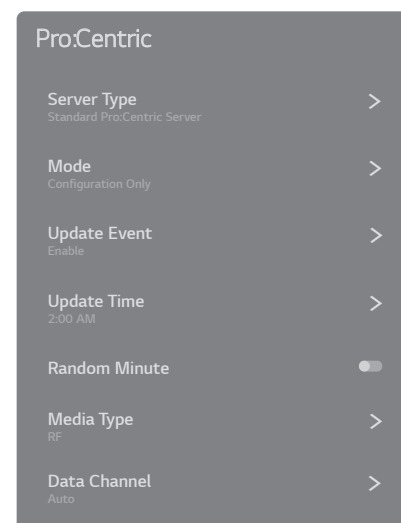 Pro:Centric
Server Type
Standard Pro:Centric Server
Mode
Configuration Only
Update Event
Enable
Update Time
2:00 AM
Random Minute
Media Type
RF
Data Channel
Auto